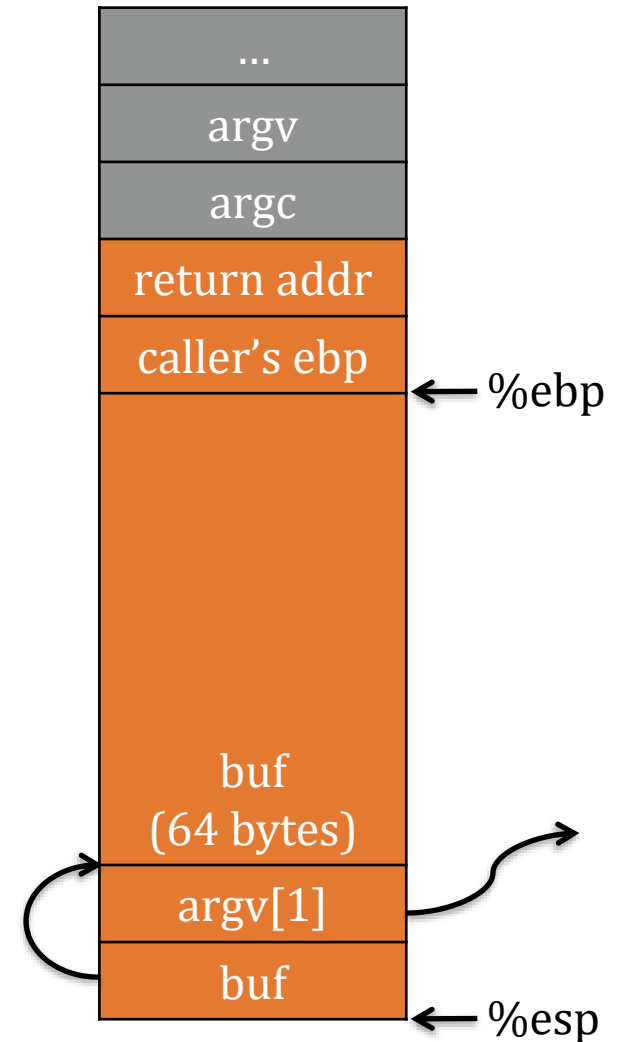 ...
argv
argc
return addr
caller’s ebp
%ebp
buf
(64 bytes)
argv[1]
buf
%esp